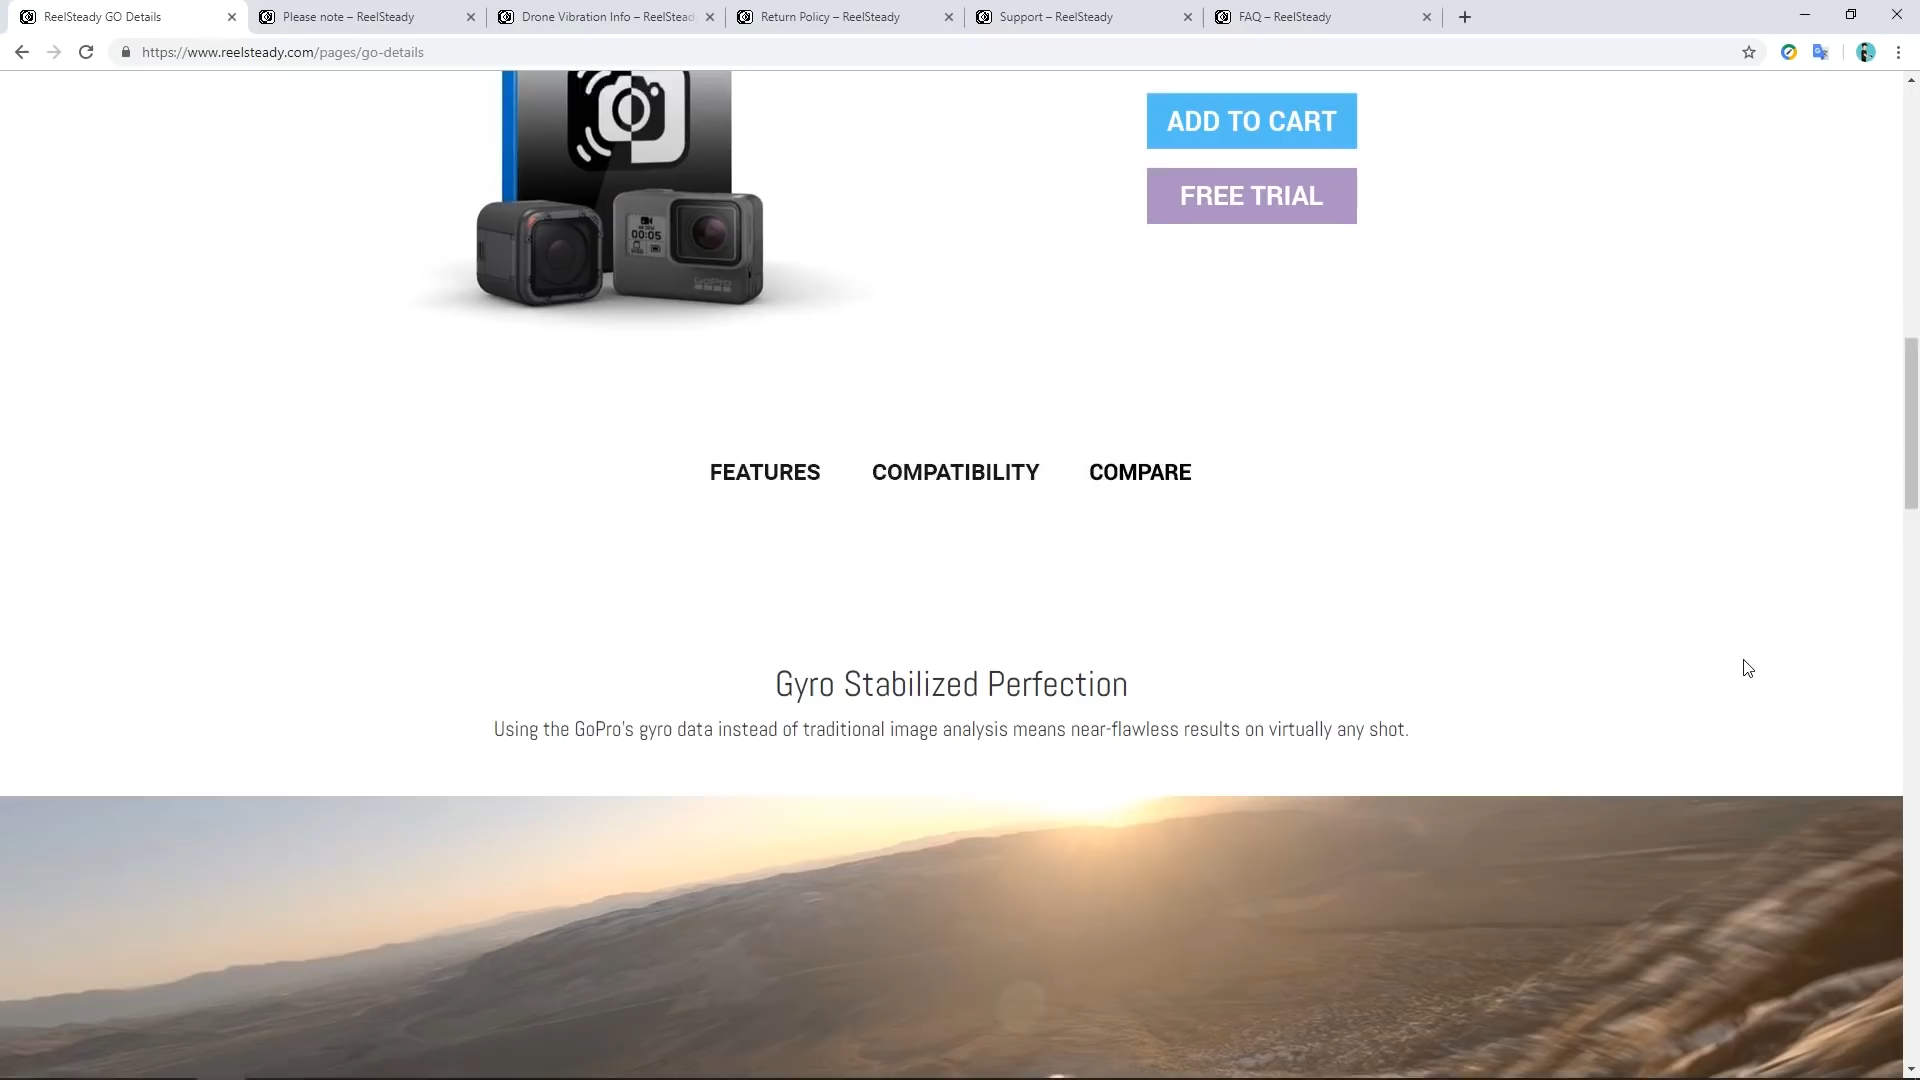 ReelSteady GO Details
Please note – ReelSteady
Drone Vibration Info – ReelStead
Return Policy – ReelSteady
Support – ReelSteady
FAQ – ReelSteady
https://www.reelsteady.com/pages/go-details
ADD TO CART
FREE TRIAL
00:05
GoPro
FEATURES
COMPATIBILITY
COMPARE
Gyro Stabilized Perfection
Using the GoPro's gyro data instead of traditional image analysis means near-flawless results on virtually any shot.